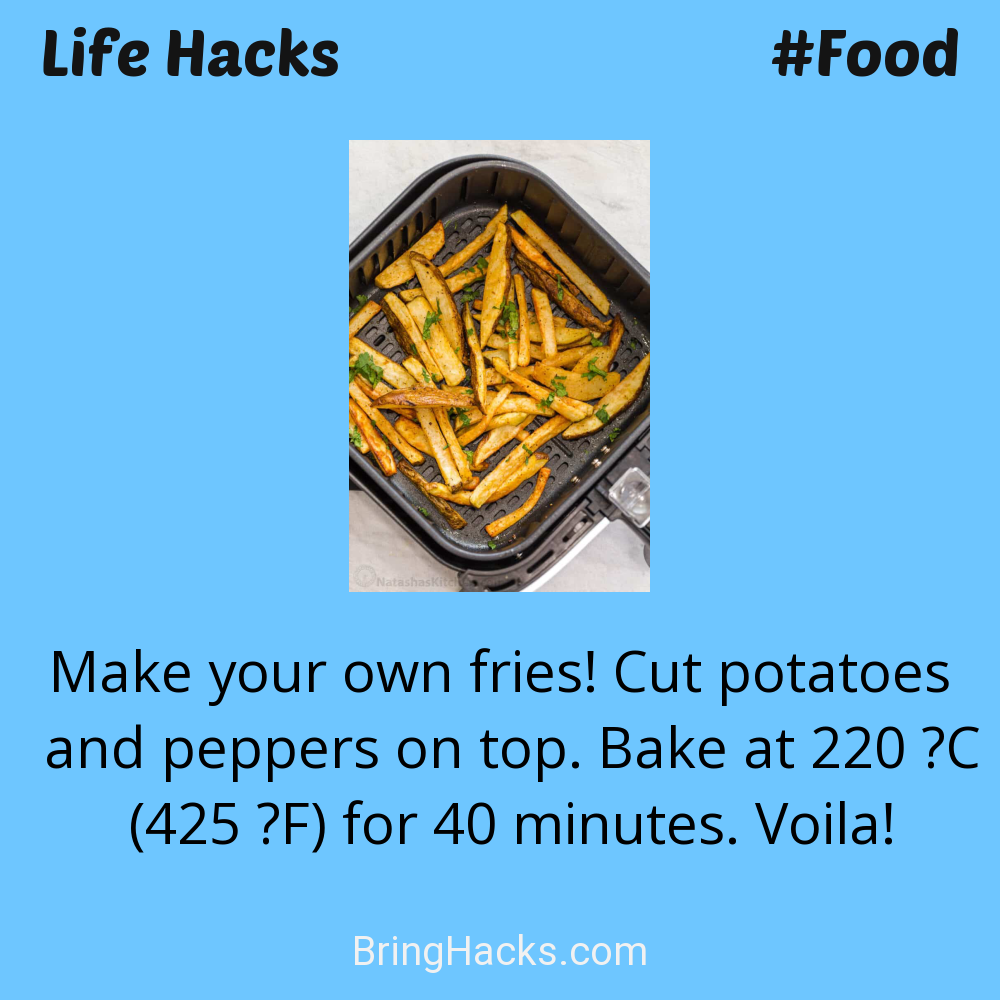 Life Hacks #Food
NatashasKitchen
Make your own fries! Cut potatoes
and peppers on top. Bake at 220 ?C
(425 ?F) for 40 minutes. Voila!
BringHacks.com